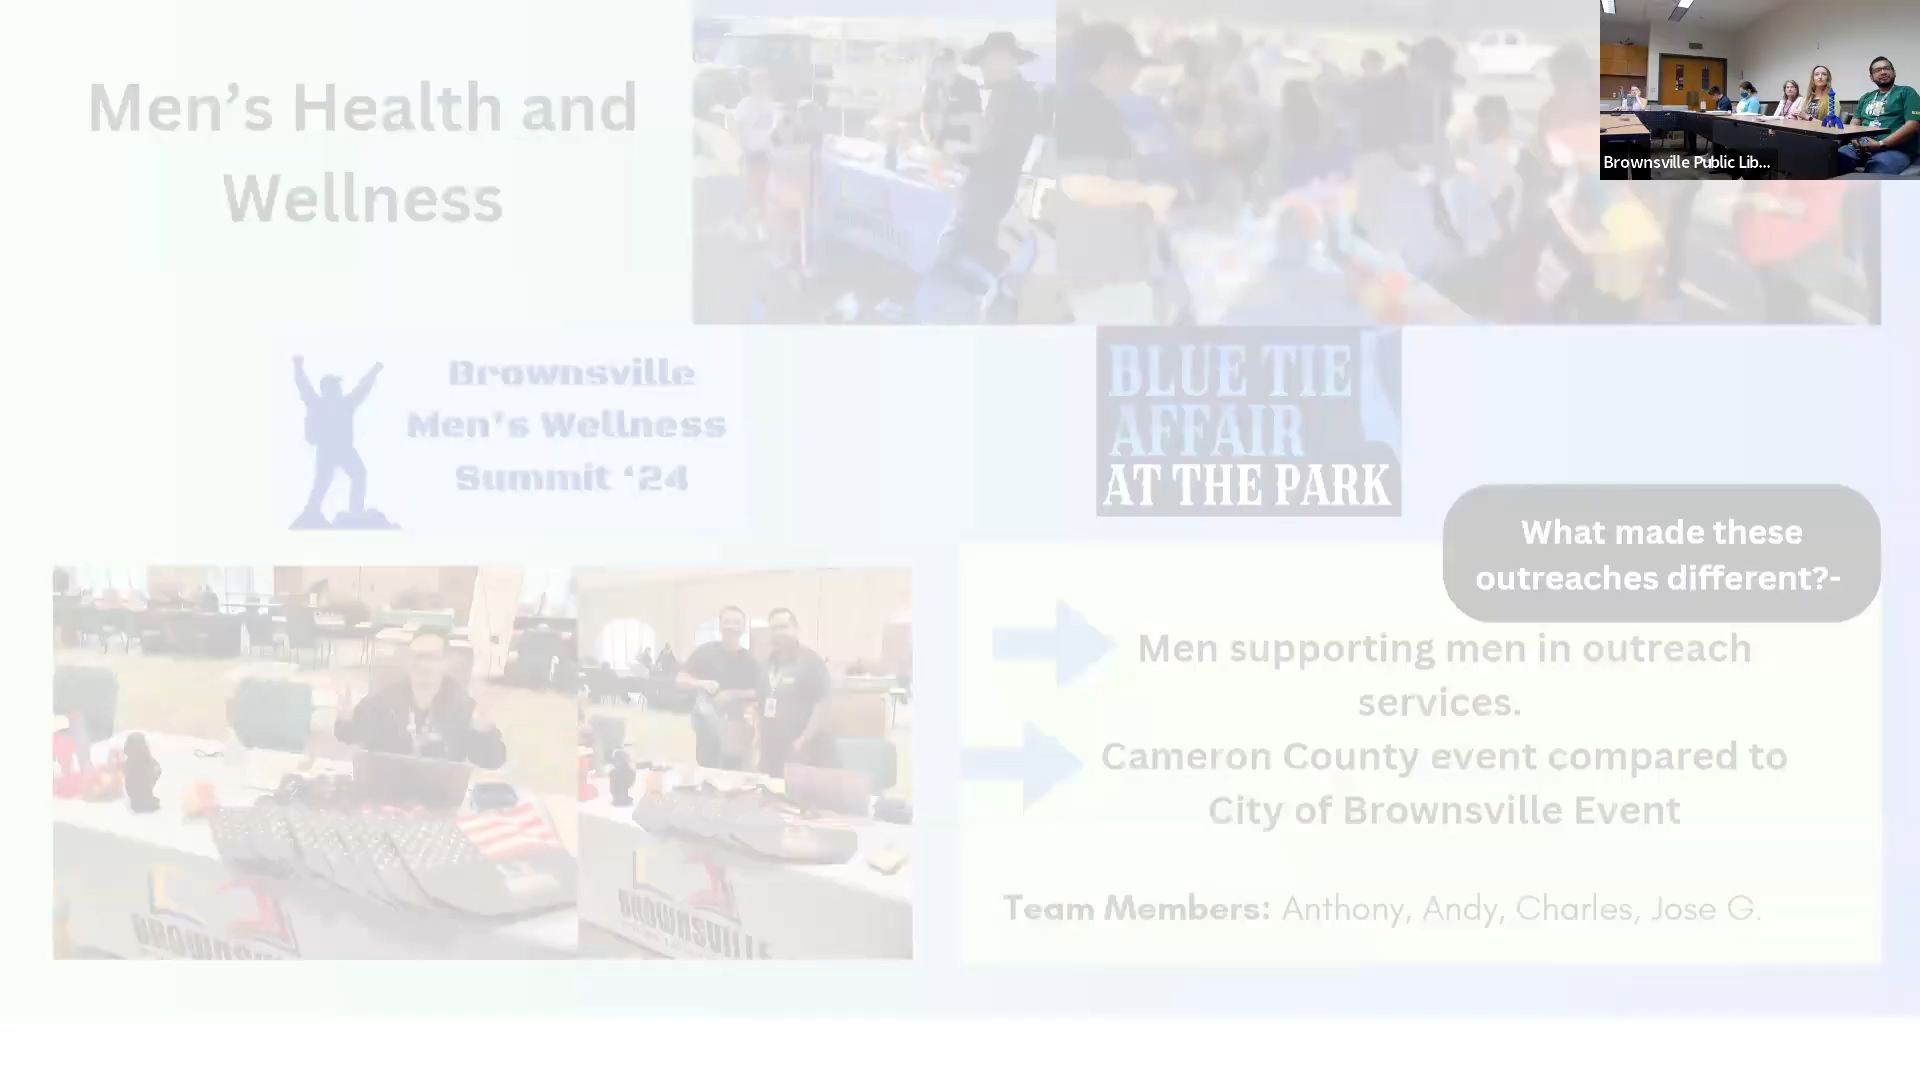 Men’s Health and
Wellness
Brownsville Public Lib...
Brownsville
Men's Wellness
Summit ‘24
BLUE TIE
AFFAIR
AT THE PARK
What made these
outreaches different?-
Men supporting men in outreach
services.
Cameron County event compared to
City of Brownsville Event
Team Members: Anthony, Andy, Charles, Jose G.
BROWNSVILLE